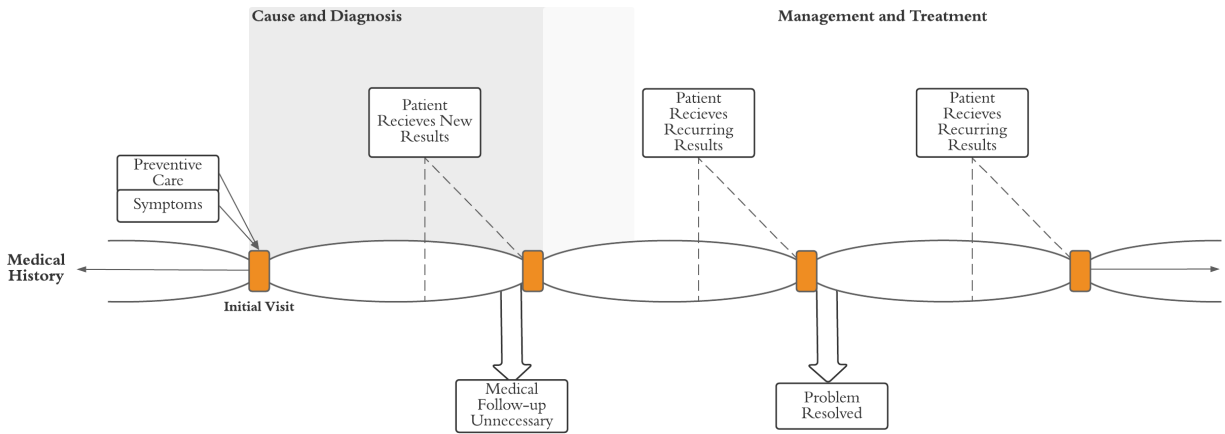 Cause and Diagnosis
Management and Treatment
Patient
Recieves New
Results
Patient
Recieves
Recurring
Results
Patient
Recieves
Recurring
Results
Preventive
Care
Symptoms
Medical
History
Initial Visit
Medical
Follow-up
Unnecessary
Problem
Resolved